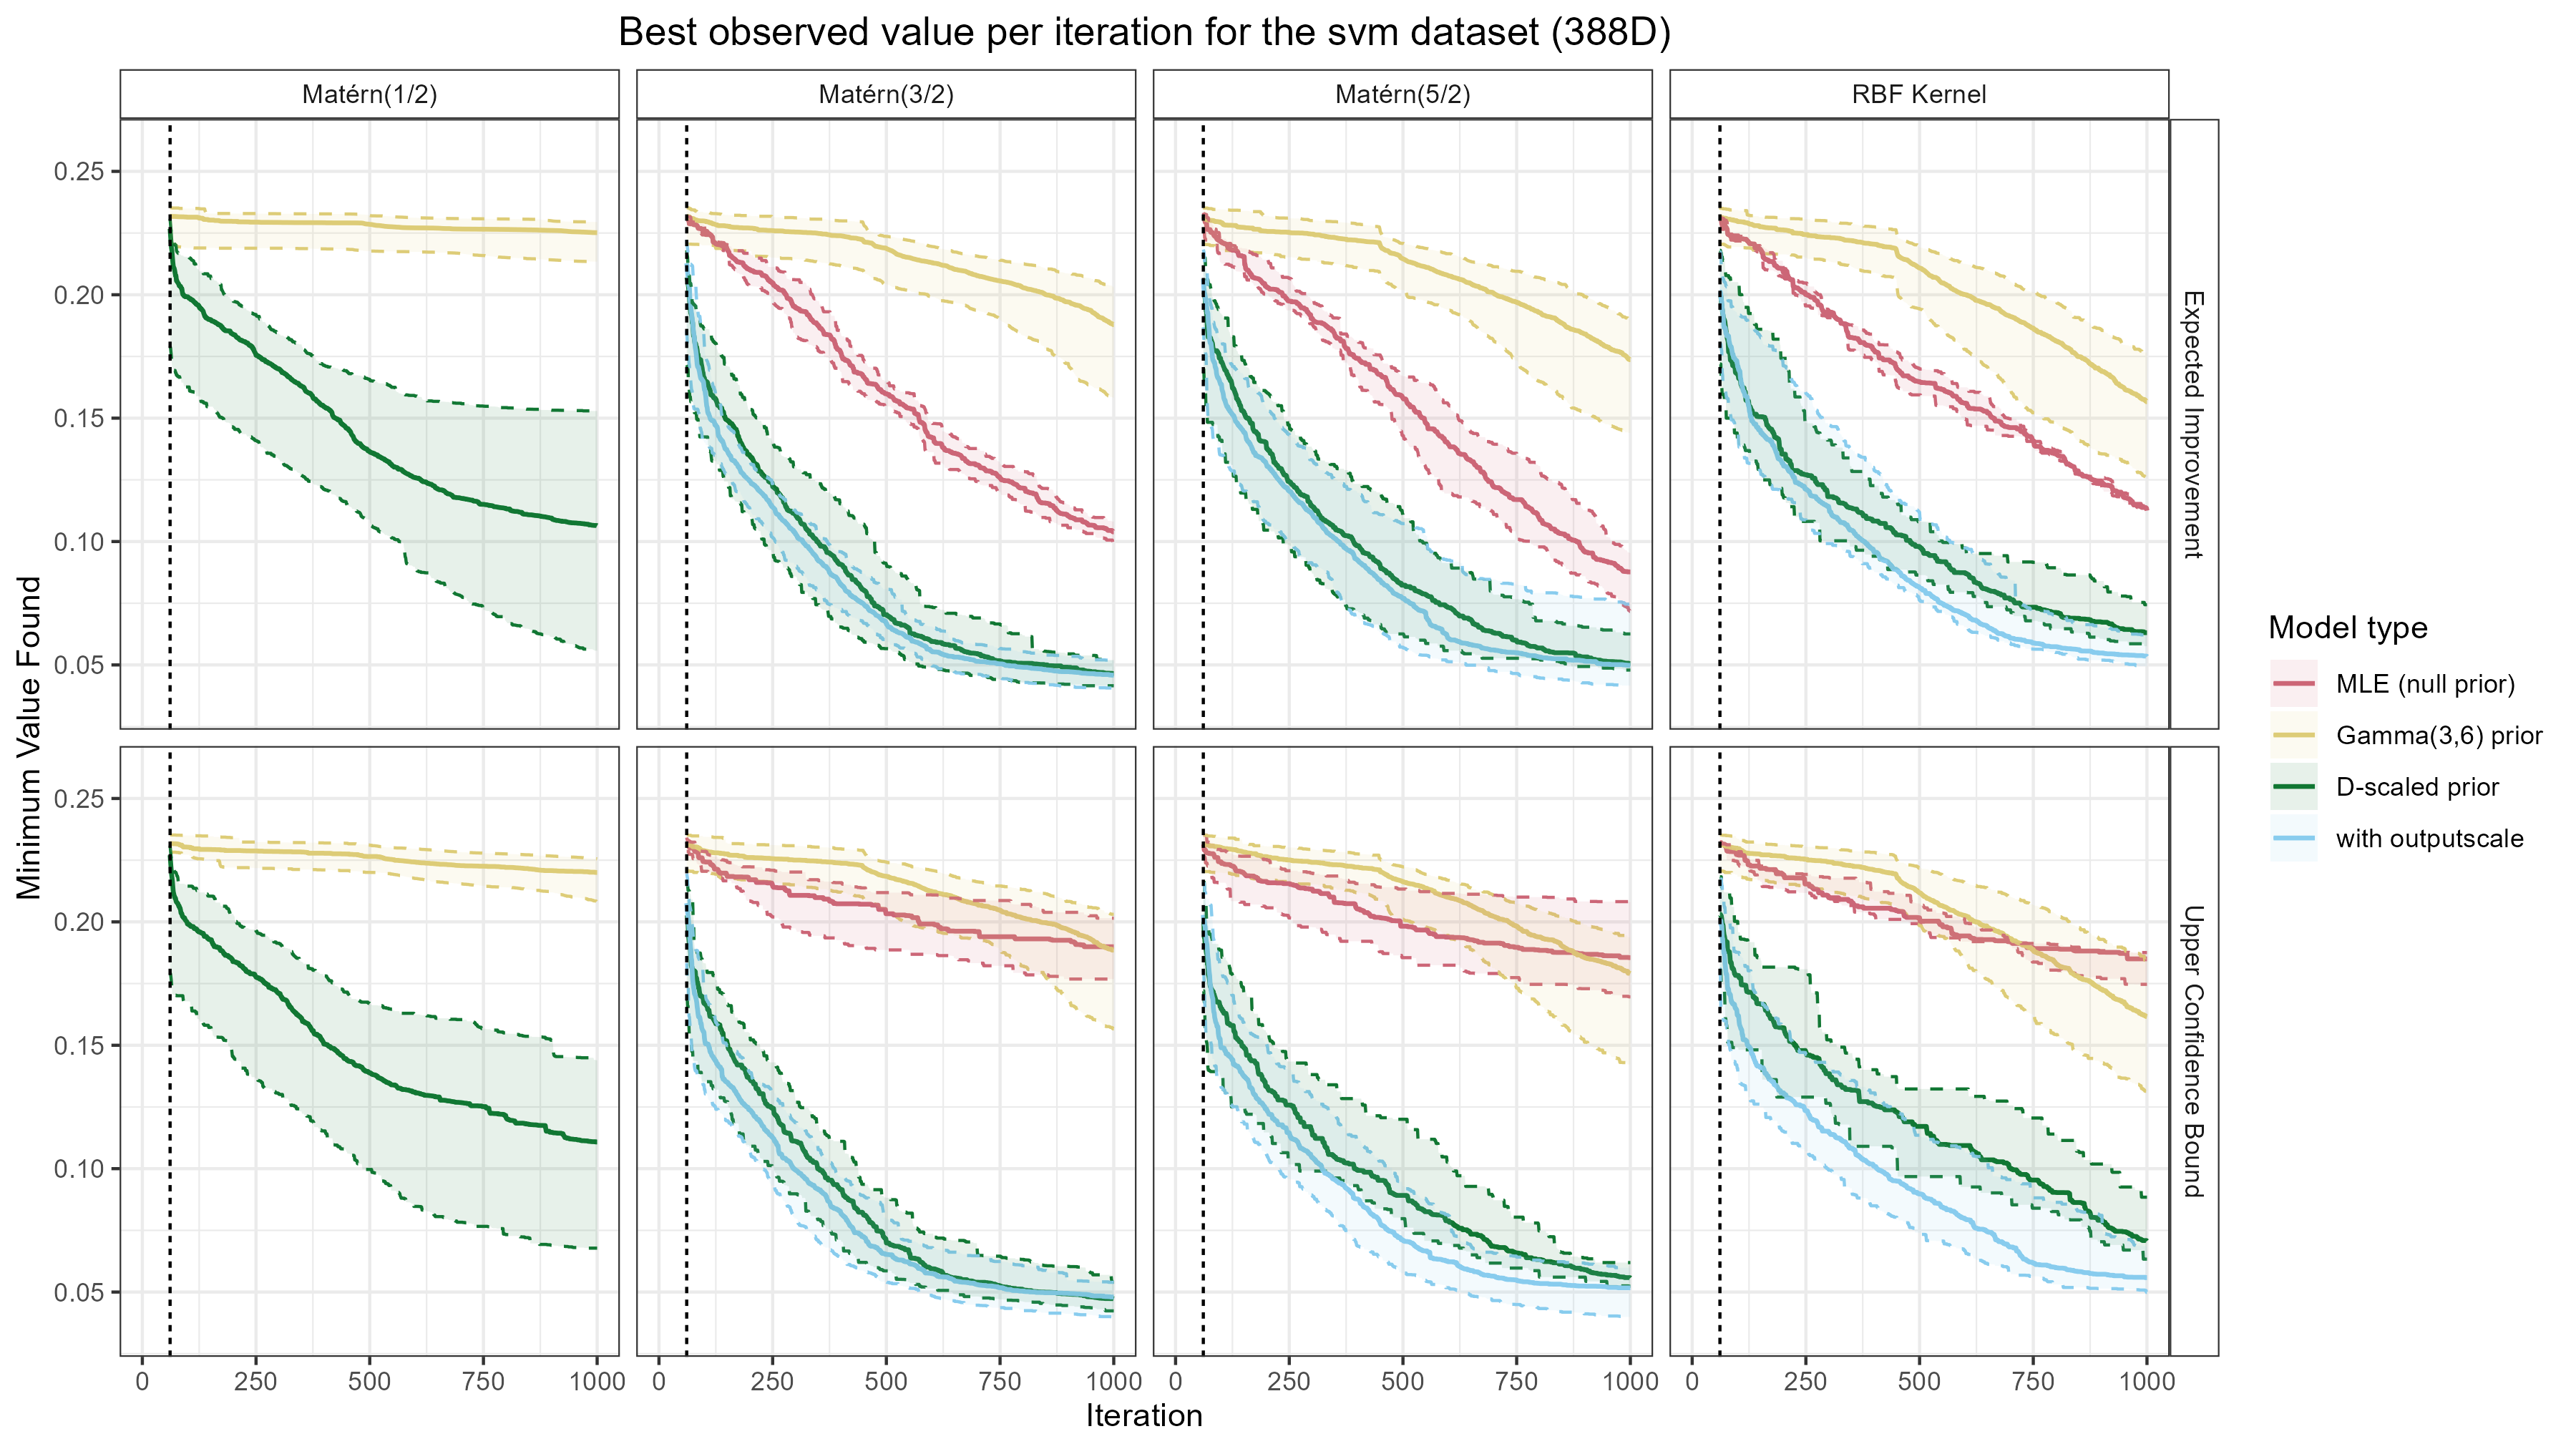 Best observed value per iteration for the svm dataset (388D)
Matérn(1/2)
Matérn(3/2)
Matérn(5/2)
RBF Kernel
Minimum Value Found
0.25
0.20
0.15
0.10
0.05
Expected Improvement
0.25
0.20
0.15
0.10
0.05
Upper Confidence Bound
0 250 500 750 1000
0 250 500 750 1000
0 250 500 750 1000
0 250 500 750 1000
Iteration
Model type
MLE (null prior)
Gamma(3,6) prior
D-scaled prior
with outputscale